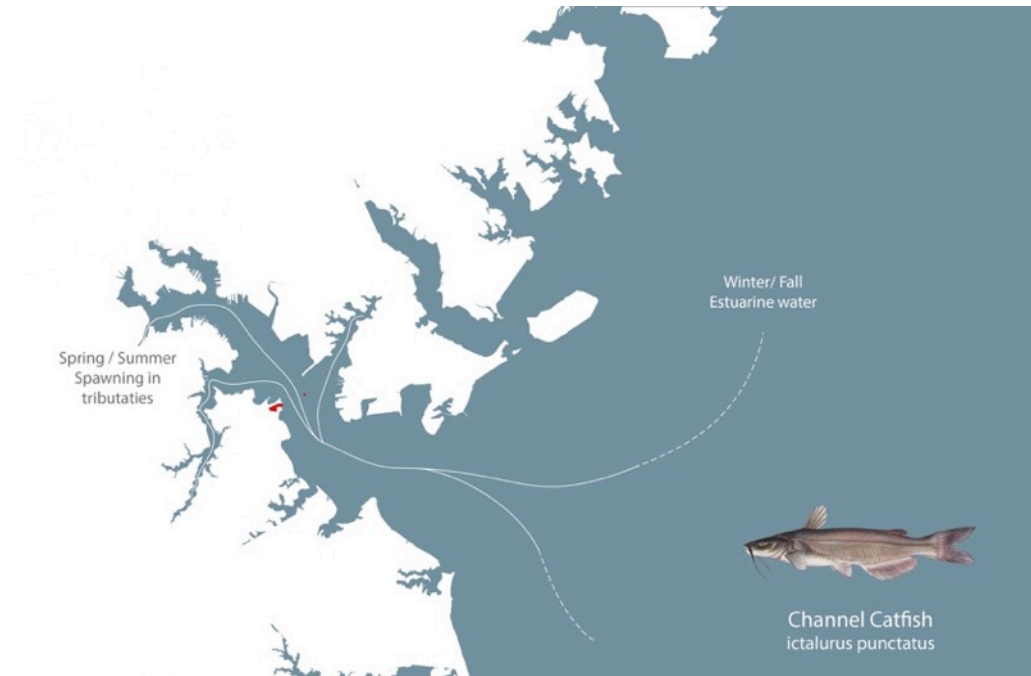 Winter/ Fall
Estuarine water
Spring / Summer
Spawning in
tributaties
Channel Catfish
ictalurus punctatus